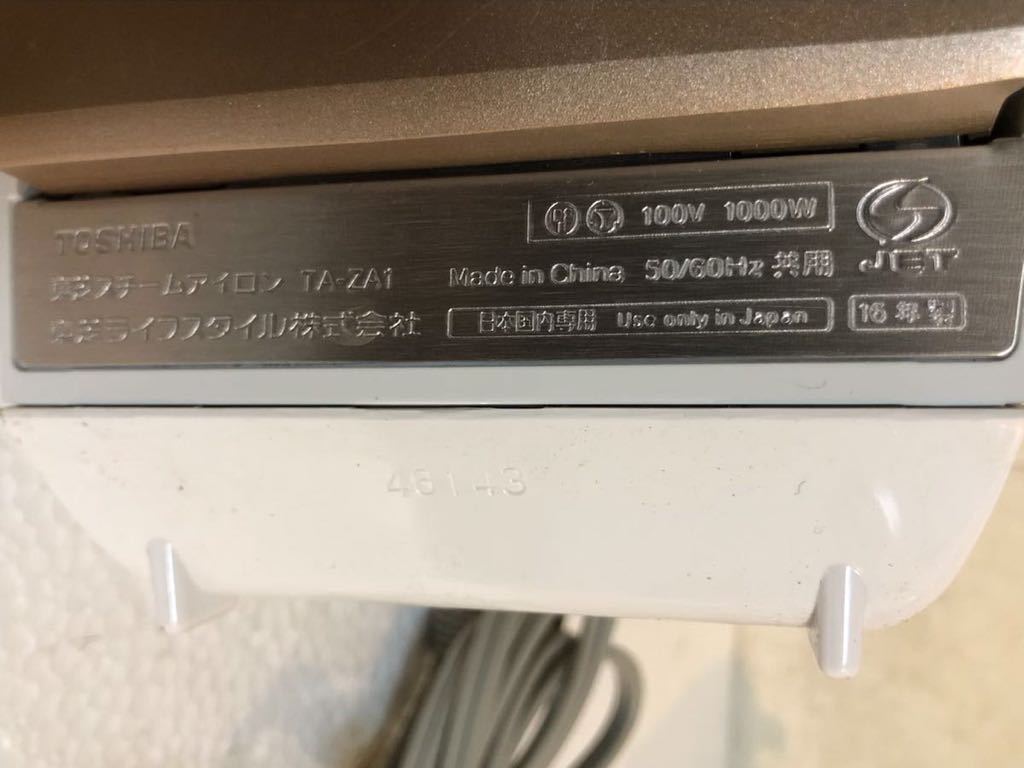 TOSHIBA
100V 1000W
JET
東芝スチームアイロン TA-ZA1
Made in China 50/60Hz 共用
東芝ライフスタイル株式会社
日本国内専用 Use only in Japan
16年製
46143